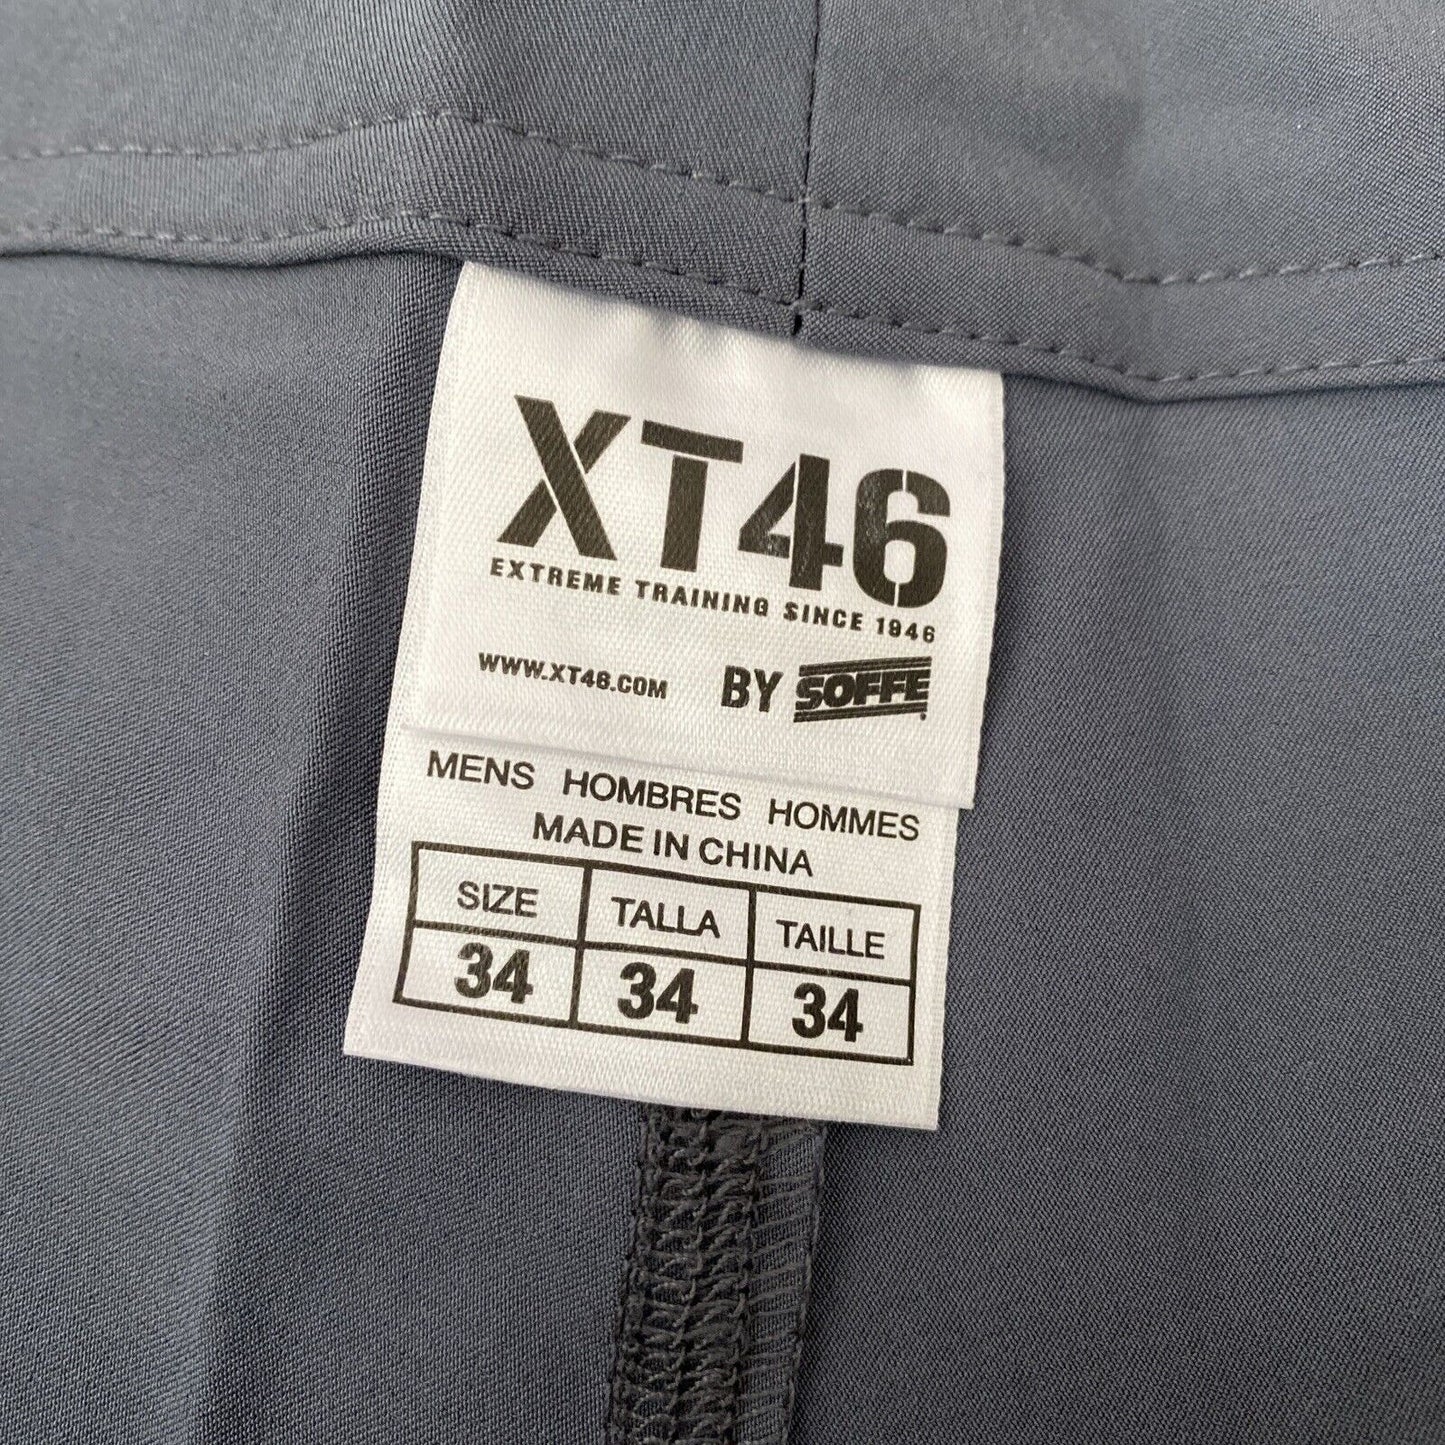 XT46
EXTREME TRAINING SINCE 1946
WWW.XT46.COM BY SOFFE®
MENS HOMBRES HOMMES
MADE IN CHINA
SIZE TALLA TAILLE
34 34 34